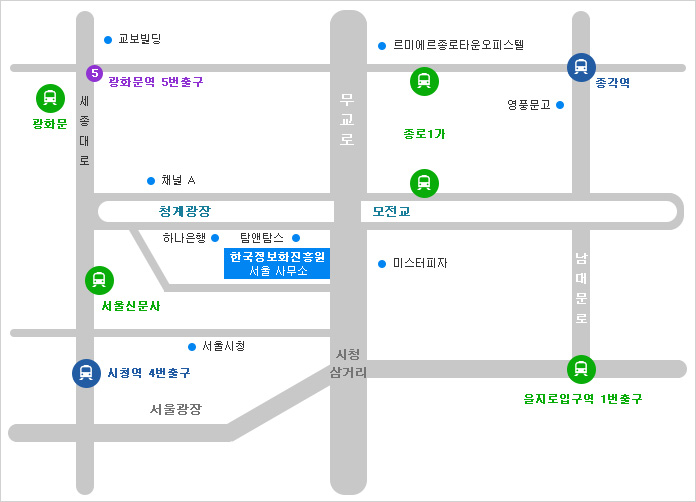 교보빌딩
르미에르종로타운오피스텔
5
광화문역 5번출구
종각역
광화문
세종대로
무교로
영풍문고
종로1가
채널 A
청계광장
모전교
하나은행
탐앤탐스
한국정보화진흥원
서울 사무소
미스터피자
남대문로
서울신문사
서울시청
시청
삼거리
시청역 4번출구
을지로입구역 1번출구
서울광장